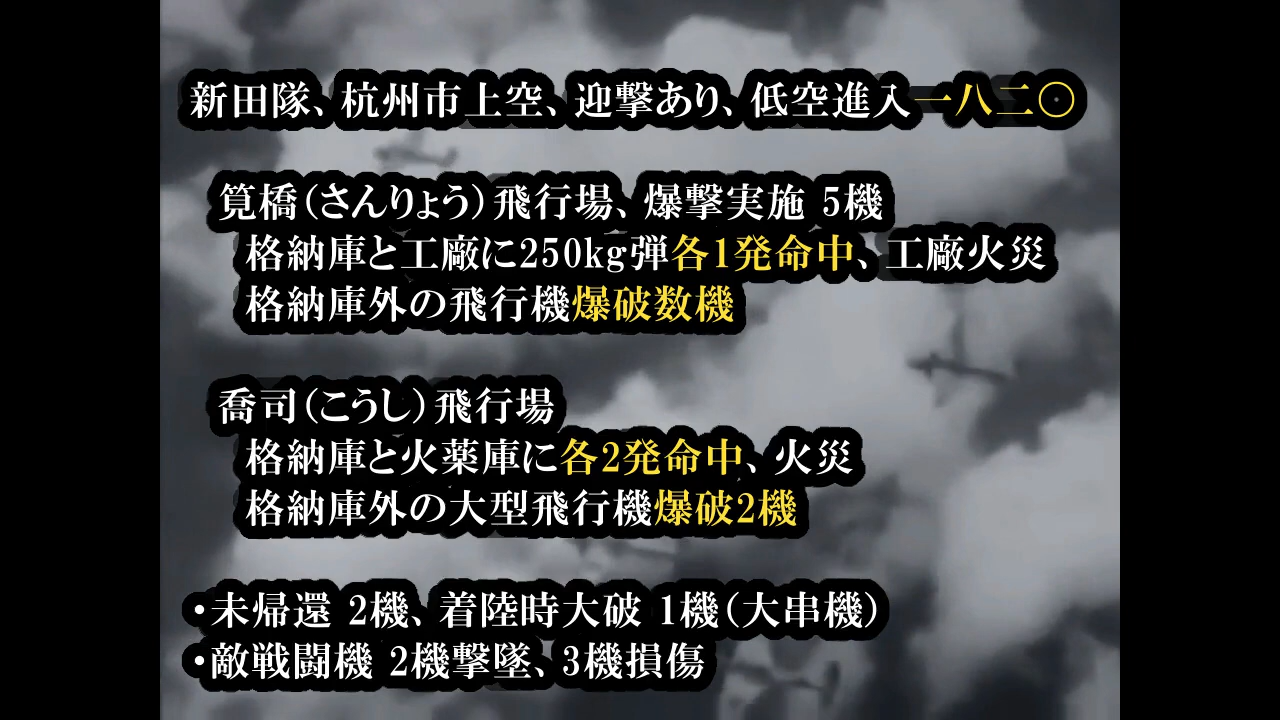 新田隊、杭州市上空、迎撃あり、低空進入一八二〇
筧橋（さんりょう）飛行場、爆撃実施 5機
格納庫と工廠に250kg弾各1発命中、工廠火災
格納庫外の飛行機爆破数機
喬司（こうし）飛行場
格納庫と火薬庫に各2発命中、火災
格納庫外の大型飛行機爆破2機
・未帰還 2機、着陸時大破 1機（大串機）
・敵戦闘機 2機撃墜、3機損傷